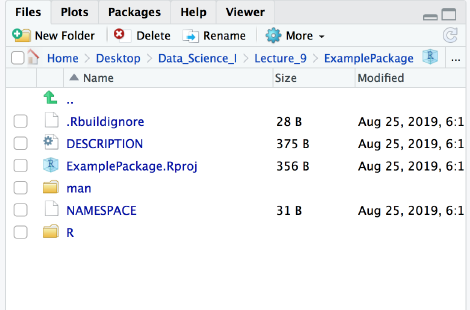 Files Plots Packages Help Viewer
New Folder Delete Rename More
Home Desktop Data_Science_I Lecture_9 ExamplePackage R ...
Name Size Modified
..
.Rbuildignore 28 B Aug 25, 2019, 6:1
DESCRIPTION 375 B Aug 25, 2019, 6:1
ExamplePackage.Rproj 356 B Aug 25, 2019, 6:1
man
NAMESPACE 31 B Aug 25, 2019, 6:1
R